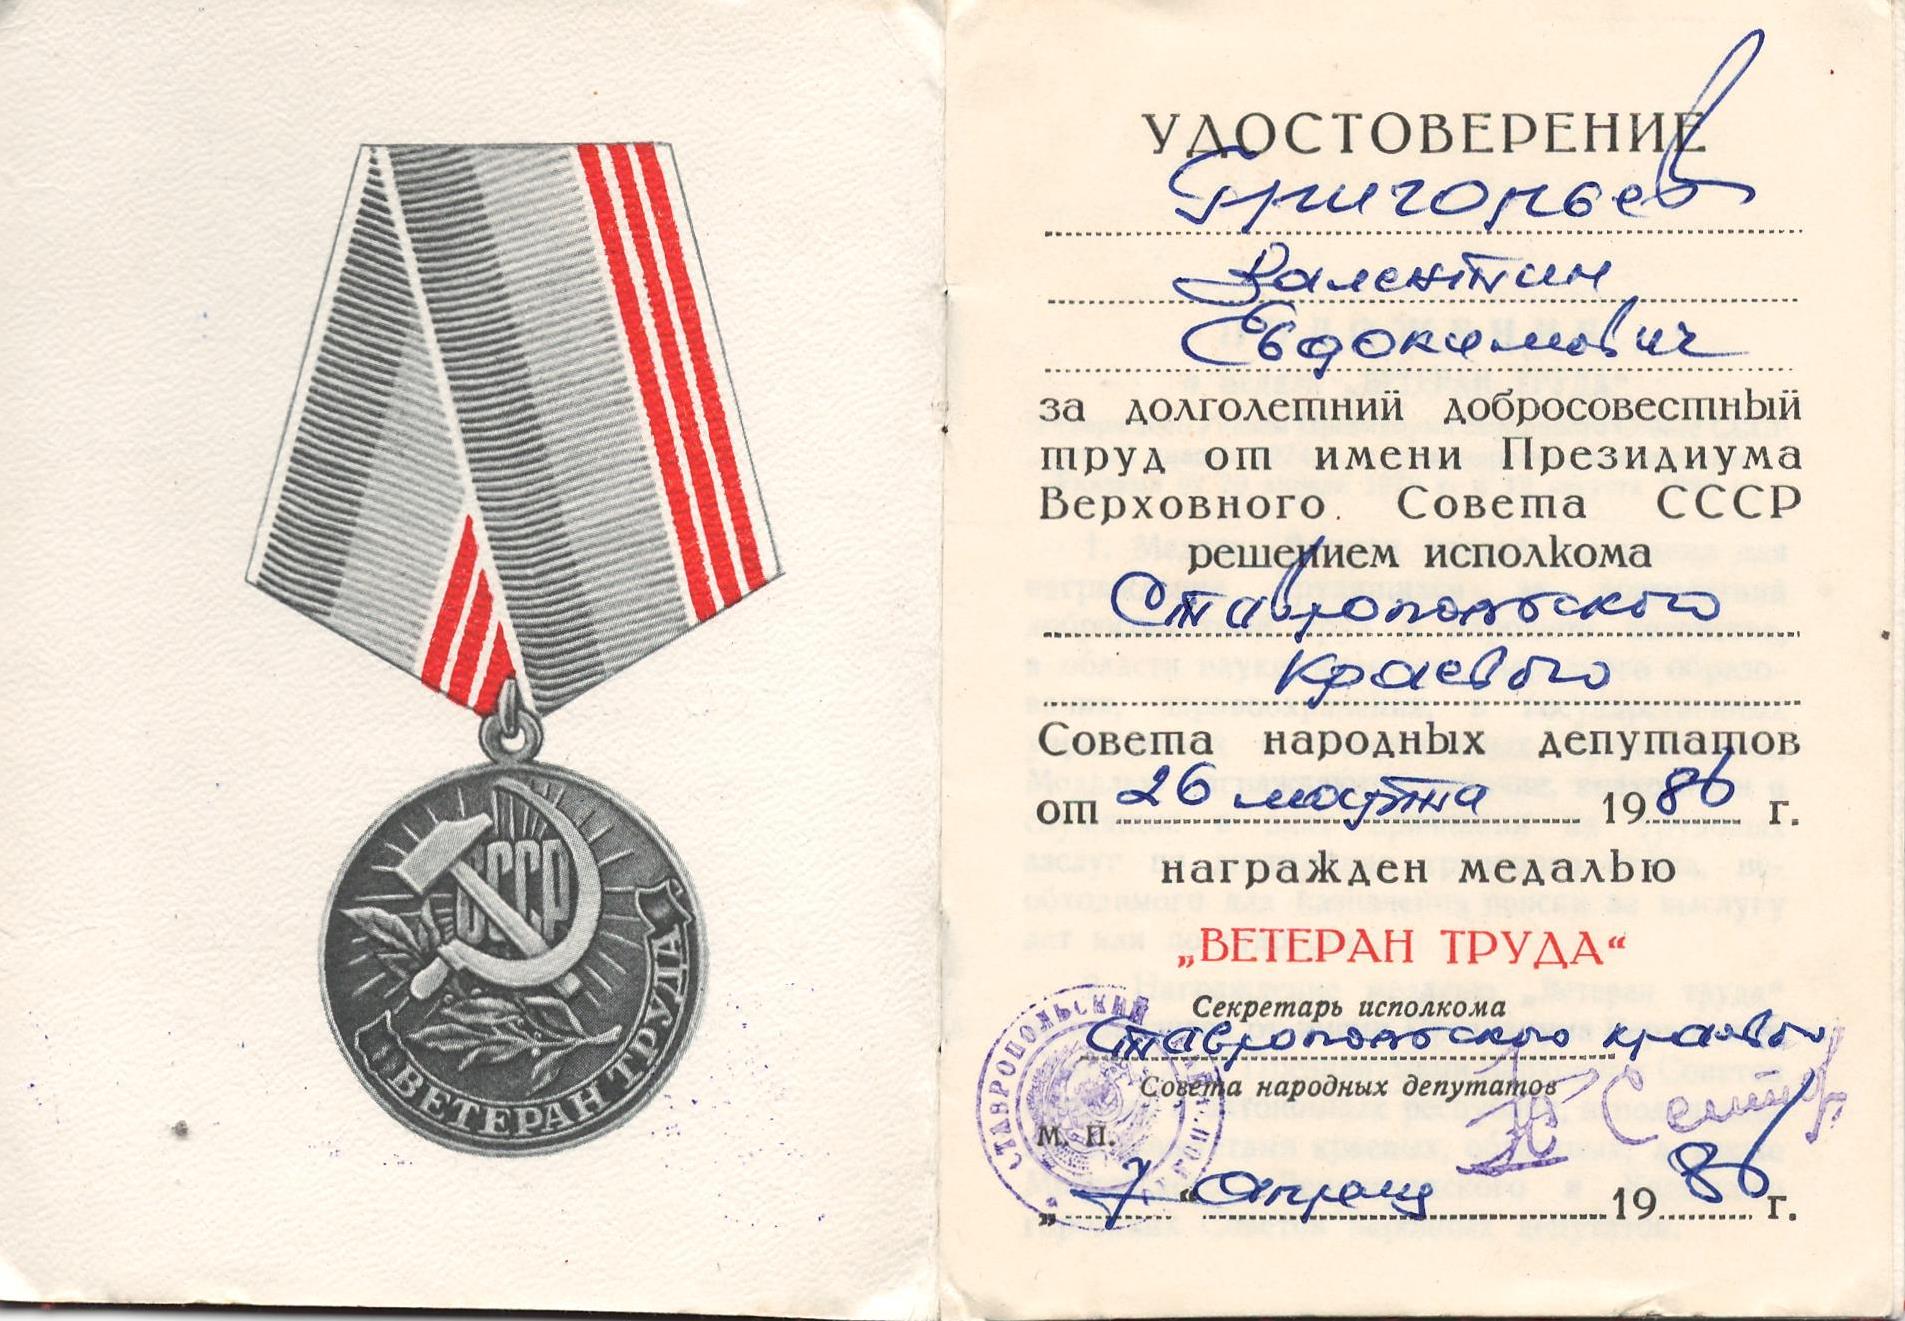 СССР
ВЕТЕРАН ТРУДА
УДОСТОВЕРЕНИЕ
Григорьев
Валентин
Евдокимович
за долголетний добросовестный
труд от имени Президиума
Верховного Совета СССР
решением исполкома
Ставропольского
краевого
Совета народных депутатов
от 26 марта 1986 г.
награжден медалью
„ВЕТЕРАН ТРУДА“
Секретарь исполкома
Ставропольского краевого
Совета народных депутатов
М. П.
„7“ апреля 1986 г.
СТАВРОПОЛЬСКИЙ